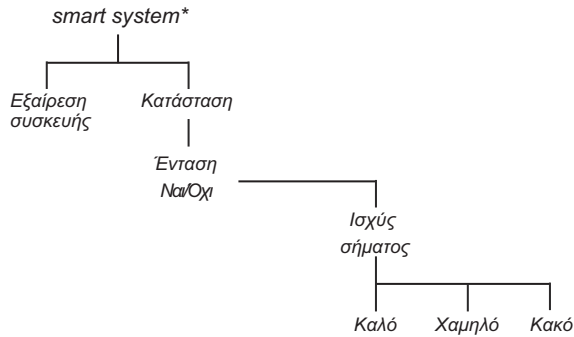 smart system*
Εξαίρεση
συσκευής
Κατάσταση
Ένταση
Ναι/Όχι
Ισχύς
σήματος
Καλό
Χαμηλό
Κακό